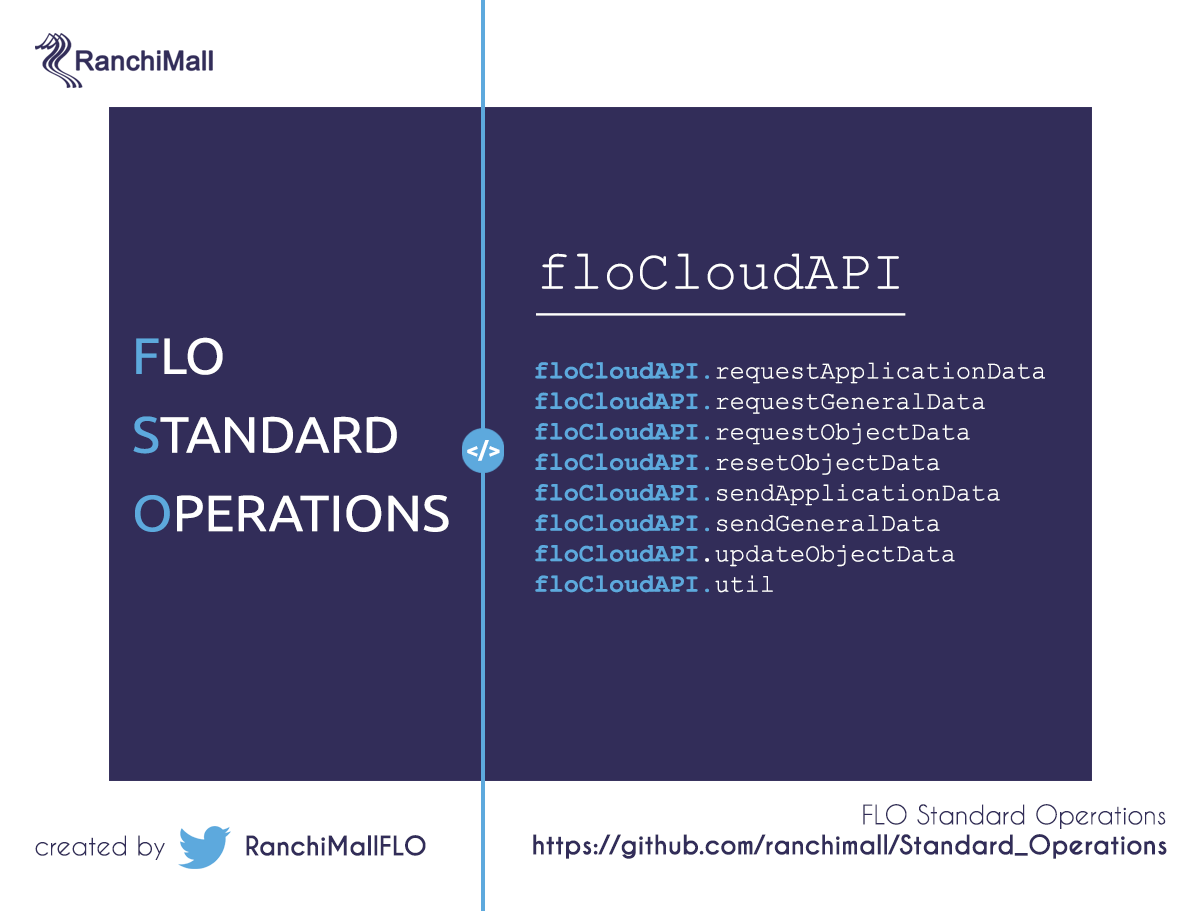 RanchiMall
FLO
STANDARD
OPERATIONS
</>
floCloudAPI
floCloudAPI.requestApplicationData
floCloudAPI.requestGeneralData
floCloudAPI.requestObjectData
floCloudAPI.resetObjectData
floCloudAPI.sendApplicationData
floCloudAPI.sendGeneralData
floCloudAPI.updateObjectData
floCloudAPI.util
created by RanchiMallFLO
FLO Standard Operations
https://github.com/ranchimall/Standard_Operations